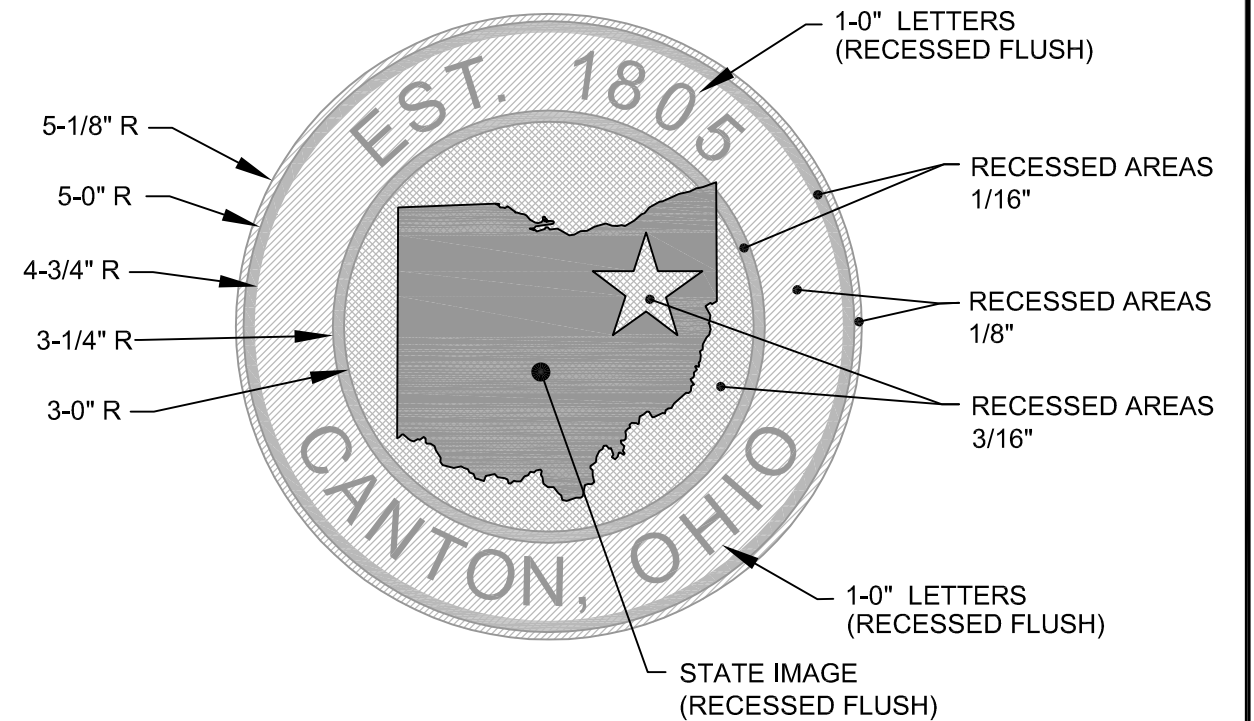 1-0" LETTERS
(RECESSED FLUSH)
EST. 1805
5-1/8" R
5-0" R
4-3/4" R
3-1/4" R
3-0" R
RECESSED AREAS
1/16"
RECESSED AREAS
1/8"
RECESSED AREAS
3/16"
CANTON, OHIO
1-0" LETTERS
(RECESSED FLUSH)
STATE IMAGE
(RECESSED FLUSH)